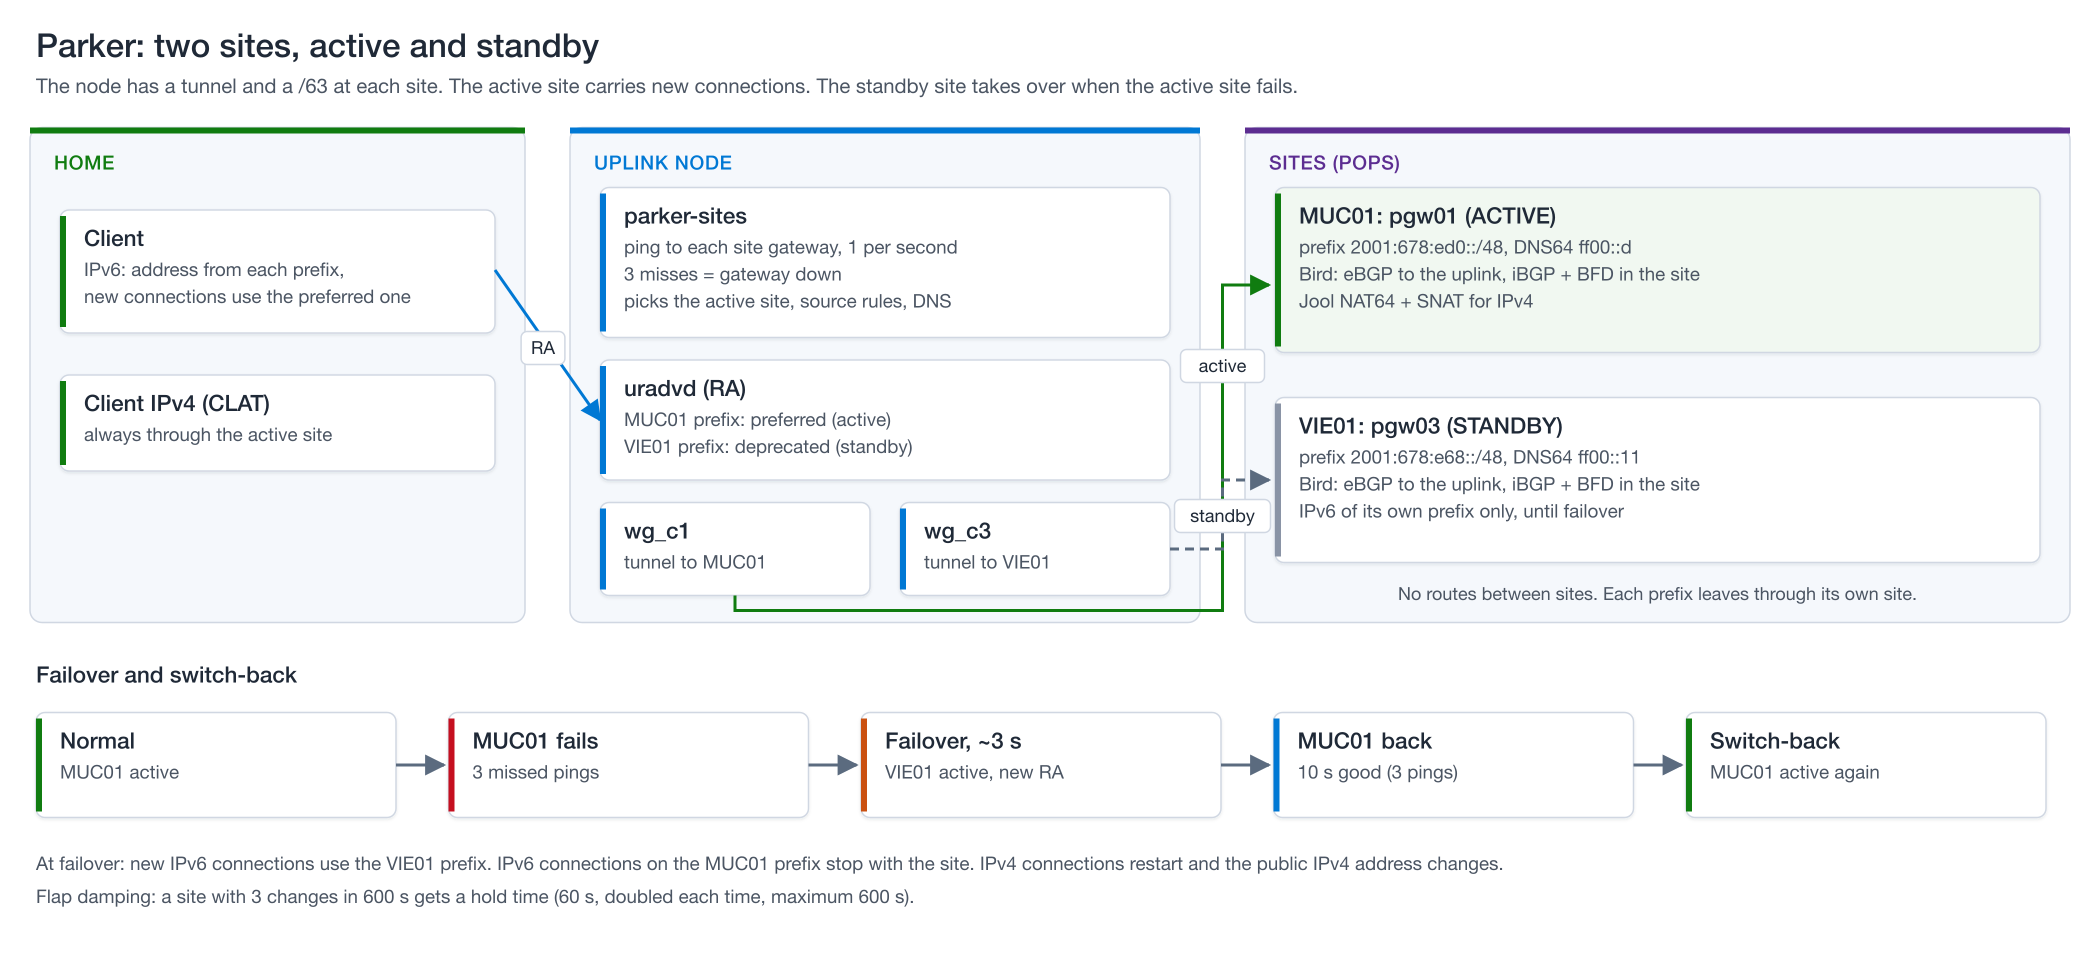 Parker: two sites, active and standby
The node has a tunnel and a /63 at each site. The active site carries new connections. The standby site takes over when the active site fails.
HOME
Client
IPv6: address from each prefix,
new connections use the preferred one
Client IPv4 (CLAT)
always through the active site
RA
UPLINK NODE
parker-sites
ping to each site gateway, 1 per second
3 misses = gateway down
picks the active site, source rules, DNS
uradvd (RA)
MUC01 prefix: preferred (active)
VIE01 prefix: deprecated (standby)
wg_c1
tunnel to MUC01
wg_c3
tunnel to VIE01
active
standby
SITES (POPS)
MUC01: pgw01 (ACTIVE)
prefix 2001:678:ed0::/48, DNS64 ff00::d
Bird: eBGP to the uplink, iBGP + BFD in the site
Jool NAT64 + SNAT for IPv4
VIE01: pgw03 (STANDBY)
prefix 2001:678:e68::/48, DNS64 ff00::11
Bird: eBGP to the uplink, iBGP + BFD in the site
IPv6 of its own prefix only, until failover
No routes between sites. Each prefix leaves through its own site.
Failover and switch-back
Normal
MUC01 active
MUC01 fails
3 missed pings
Failover, ~3 s
VIE01 active, new RA
MUC01 back
10 s good (3 pings)
Switch-back
MUC01 active again
At failover: new IPv6 connections use the VIE01 prefix. IPv6 connections on the MUC01 prefix stop with the site. IPv4 connections restart and the public IPv4 address changes.
Flap damping: a site with 3 changes in 600 s gets a hold time (60 s, doubled each time, maximum 600 s).